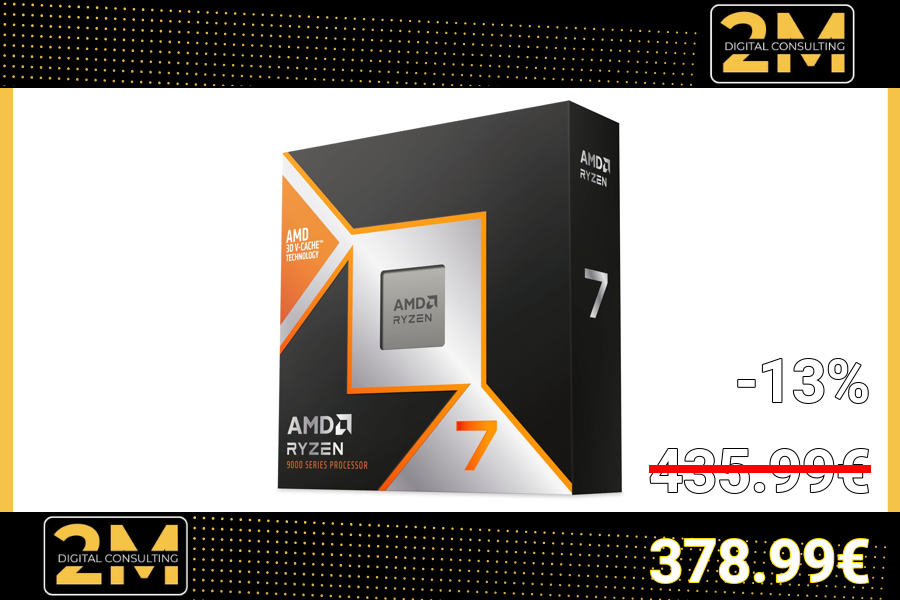 2M
DIGITAL CONSULTING
AMD
RYZEN
AMD
3D V-CACHE™
TECHNOLOGY
7
AMD
RYZEN
-13%
AMD
RYZEN
7
9000 SERIES PROCESSOR
435.99€
2M
DIGITAL CONSULTING
378.99€